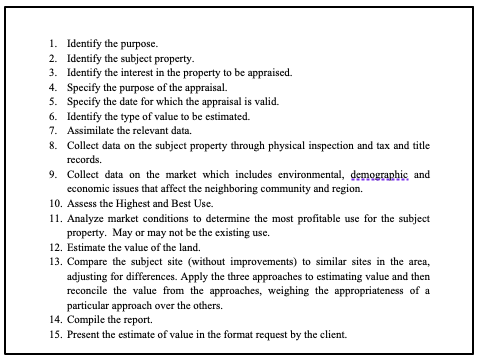 1. Identify the purpose.
2. Identify the subject property.
3. Identify the interest in the property to be appraised.
4. Specify the purpose of the appraisal.
5. Specify the date for which the appraisal is valid.
6. Identify the type of value to be estimated.
7. Assimilate the relevant data.
8. Collect data on the subject property through physical inspection and tax and title
records.
9. Collect data on the market which includes environmental, demographic and
economic issues that affect the neighboring community and region.
10. Assess the Highest and Best Use.
11. Analyze market conditions to determine the most profitable use for the subject
property. May or may not be the existing use.
12. Estimate the value of the land.
13. Compare the subject site (without improvements) to similar sites in the area,
adjusting for differences. Apply the three approaches to estimating value and then
reconcile the value from the approaches, weighing the appropriateness of a
particular approach over the others.
14. Compile the report.
15. Present the estimate of value in the format request by the client.